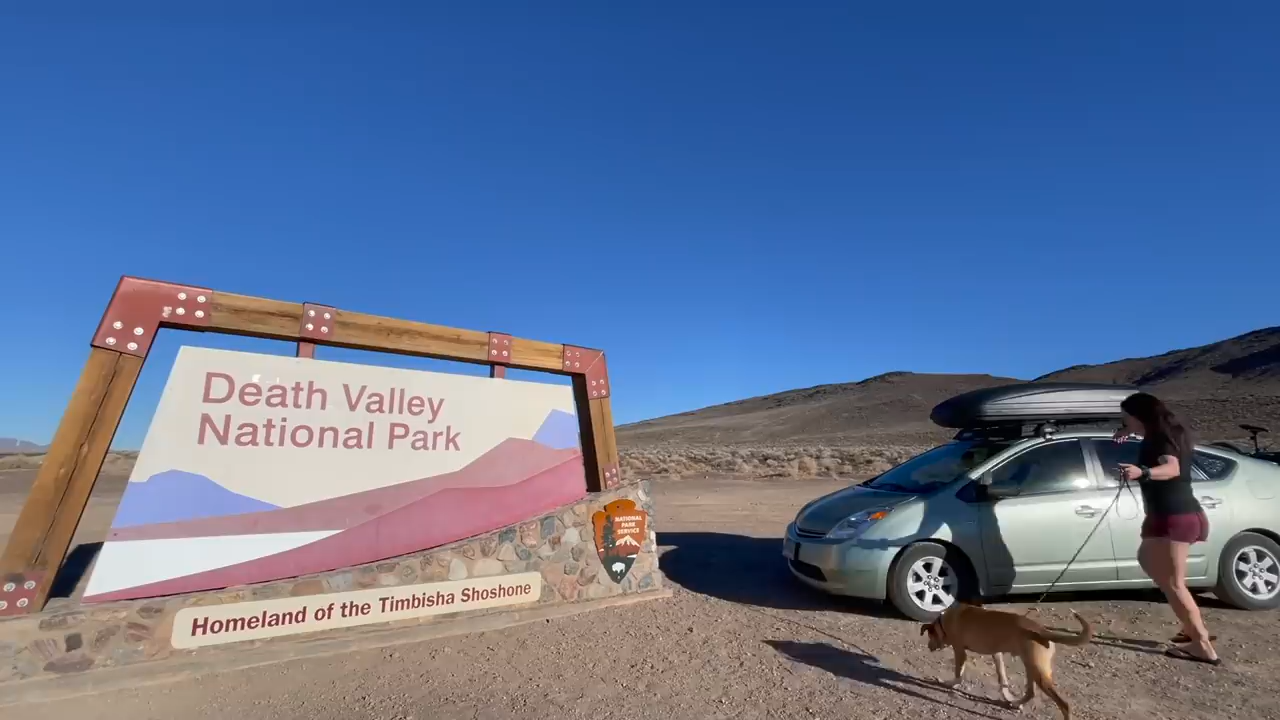 Death Valley
National Park
NATIONAL
PARK
SERVICE
Homeland of the Timbisha Shoshone